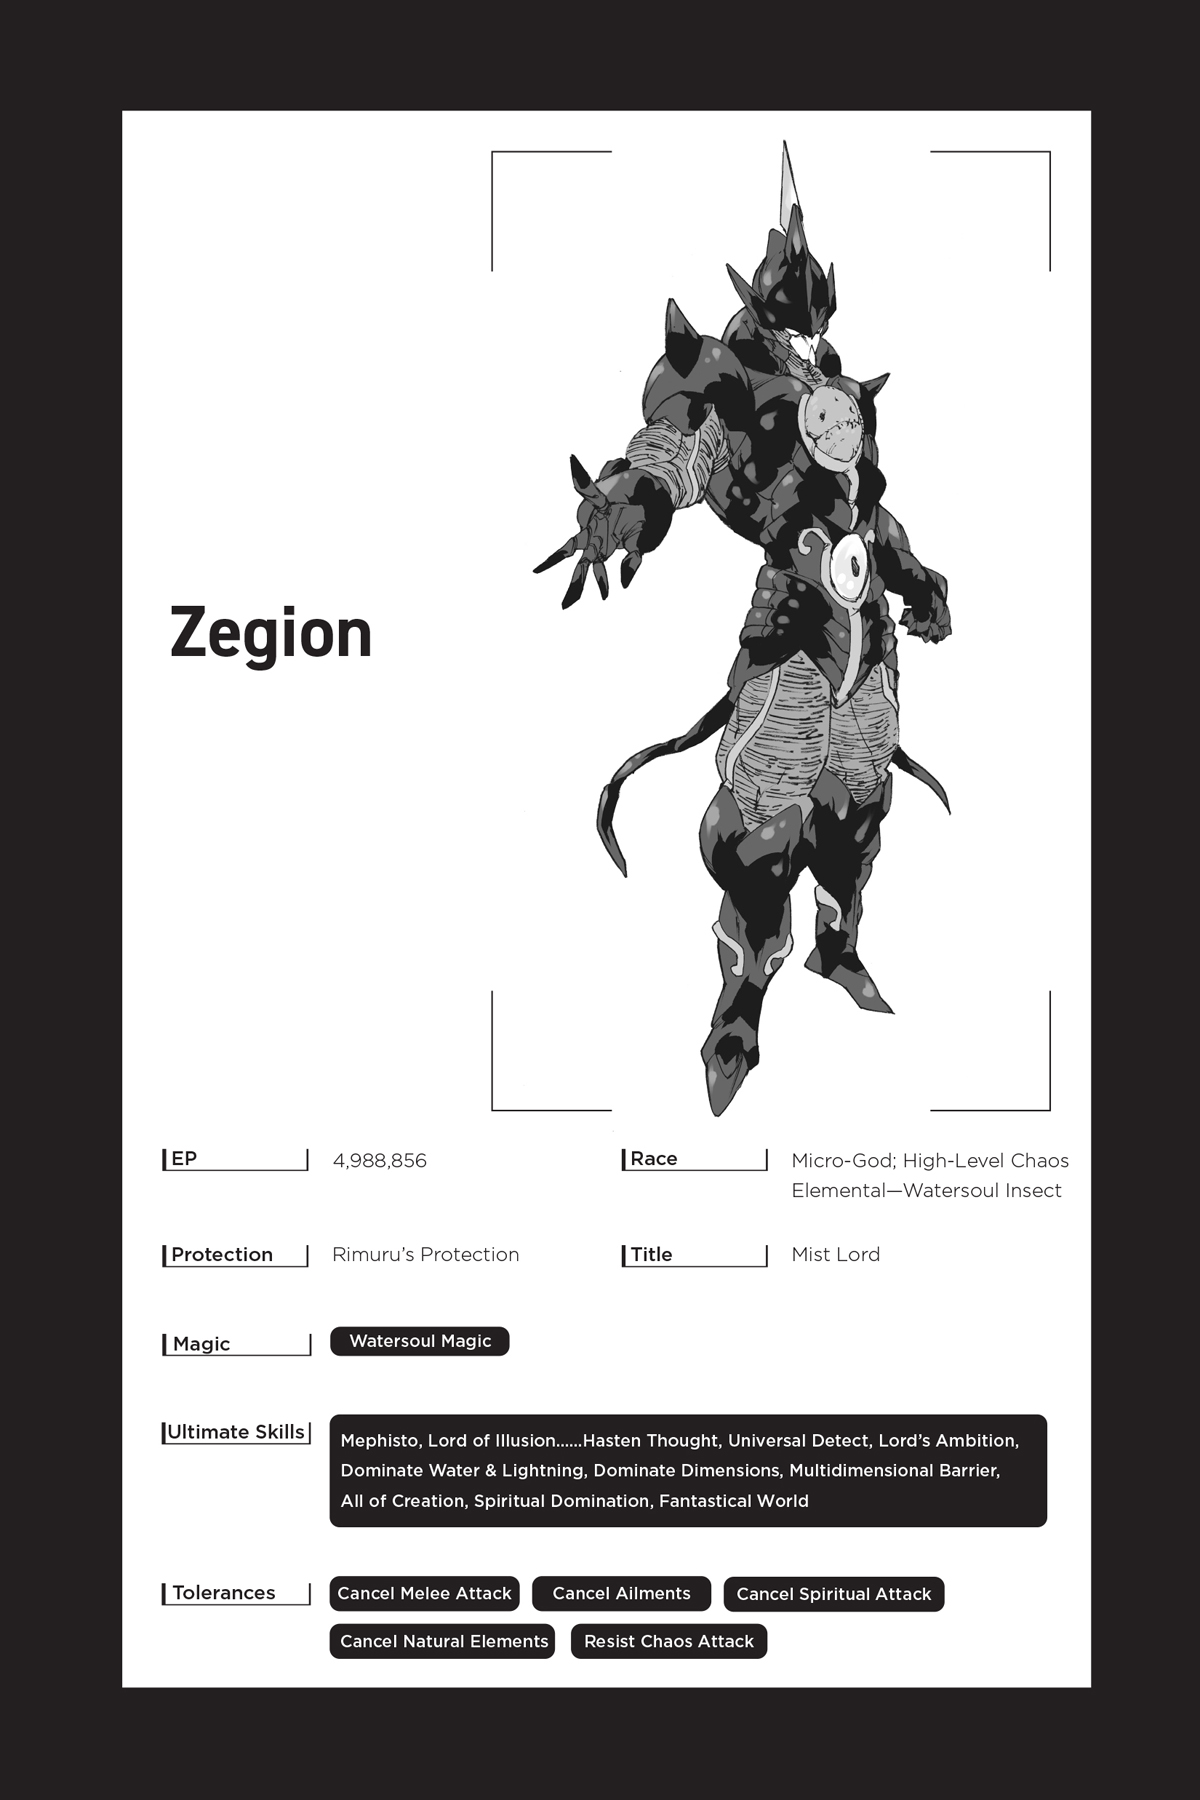 Zegion
EP 4,988,856
Race Micro-God; High-Level Chaos
Elemental—Watersoul Insect
Protection Rimuru’s Protection
Title Mist Lord
Magic Watersoul Magic
Ultimate Skills Mephisto, Lord of Illusion......Hasten Thought, Universal Detect, Lord’s Ambition,
Dominate Water & Lightning, Dominate Dimensions, Multidimensional Barrier,
All of Creation, Spiritual Domination, Fantastical World
Tolerances Cancel Melee Attack Cancel Ailments Cancel Spiritual Attack
Cancel Natural Elements Resist Chaos Attack